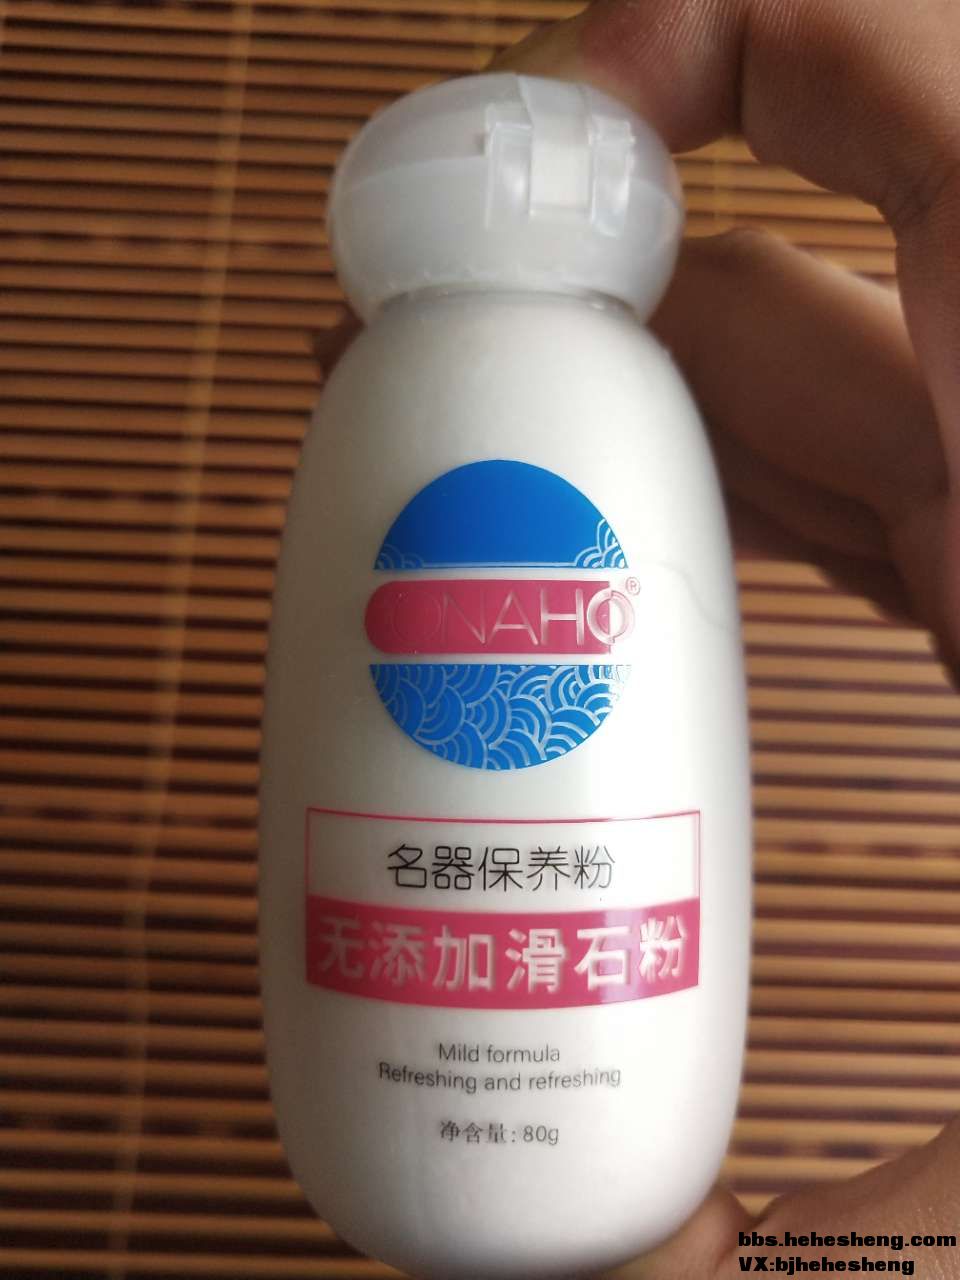 ONAHO®
名器保养粉
无添加滑石粉
Mild formula
Refreshing and refreshing
净含量:80g
bbs.hehesheng.com
VX:bjhehesheng